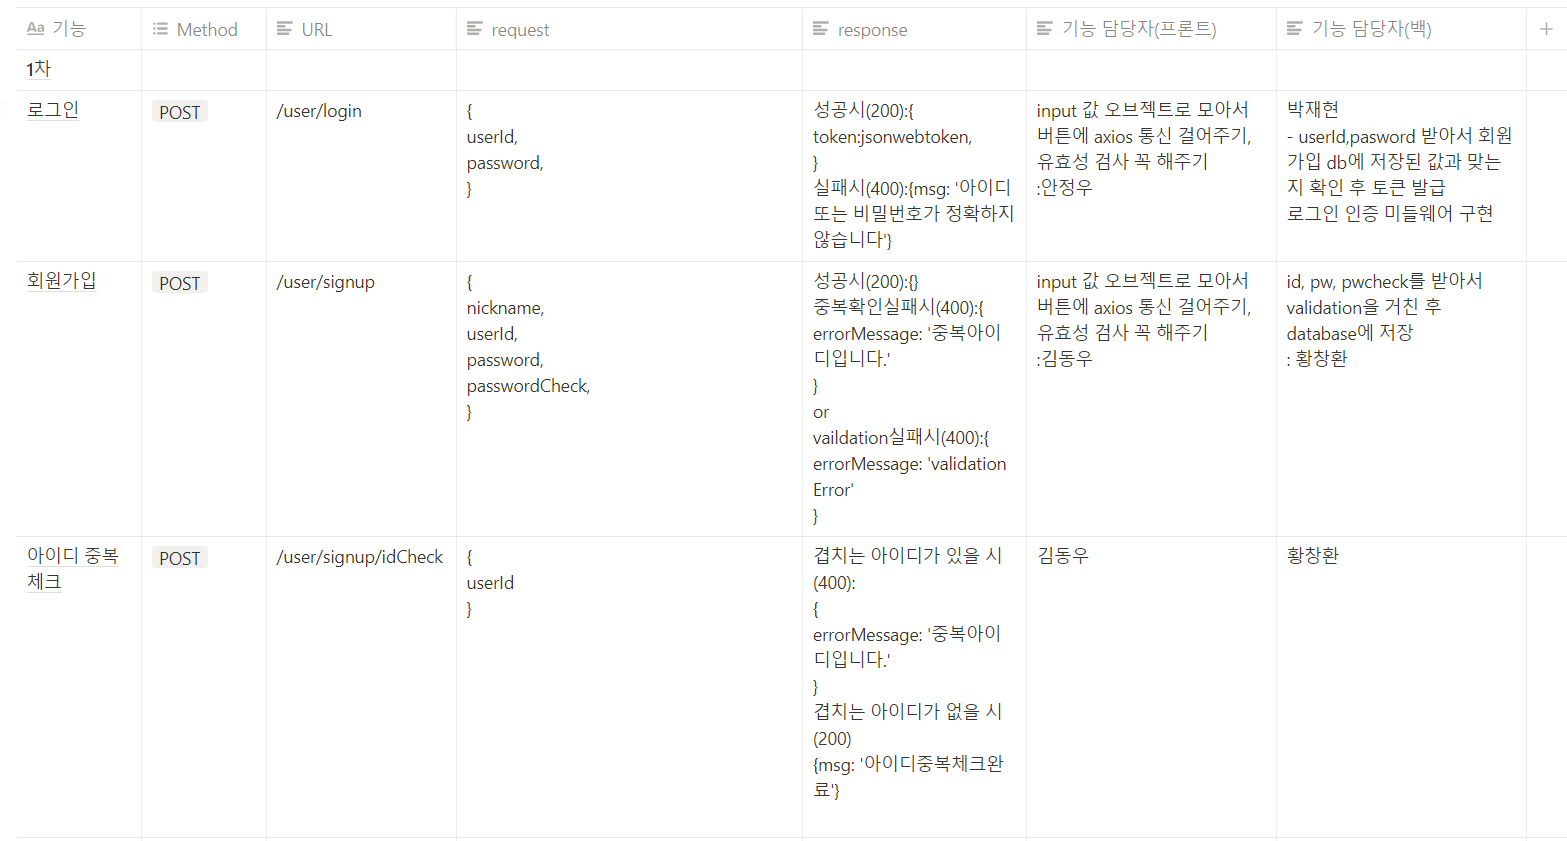 Aa 기능
Method
URL
request
response
기능 담당자(프론트)
기능 담당자(백)
1차
로그인
POST
/user/login
{
userId,
password,
}
성공시(200):{
token:jsonwebtoken,
}
실패시(400):{msg: '아이디
또는 비밀번호가 정확하지
않습니다'}
input 값 오브젝트로 모아서
버튼에 axios 통신 걸어주기,
유효성 검사 꼭 해주기
:안정우
박재현
- userId,pasword 받아서 회원
가입 db에 저장된 값과 맞는
지 확인 후 토큰 발급
로그인 인증 미들웨어 구현
회원가입
POST
/user/signup
{
nickname,
userId,
password,
passwordCheck,
}
성공시(200):{}
중복확인실패시(400):{
errorMessage: '중복아이
디입니다.'
}
or
vaildation실패시(400):{
errorMessage: 'validation
Error'
}
input 값 오브젝트로 모아서
버튼에 axios 통신 걸어주기,
유효성 검사 꼭 해주기
:김동우
id, pw, pwcheck를 받아서
validation을 거친 후
database에 저장
: 황창환
아이디 중복
체크
POST
/user/signup/idCheck
{
userId
}
겹치는 아이디가 있을 시
(400):
{
errorMessage: '중복아이
디입니다.'
}
겹치는 아이디가 없을 시
(200)
{msg: '아이디중복체크완
료'}
김동우
황창환